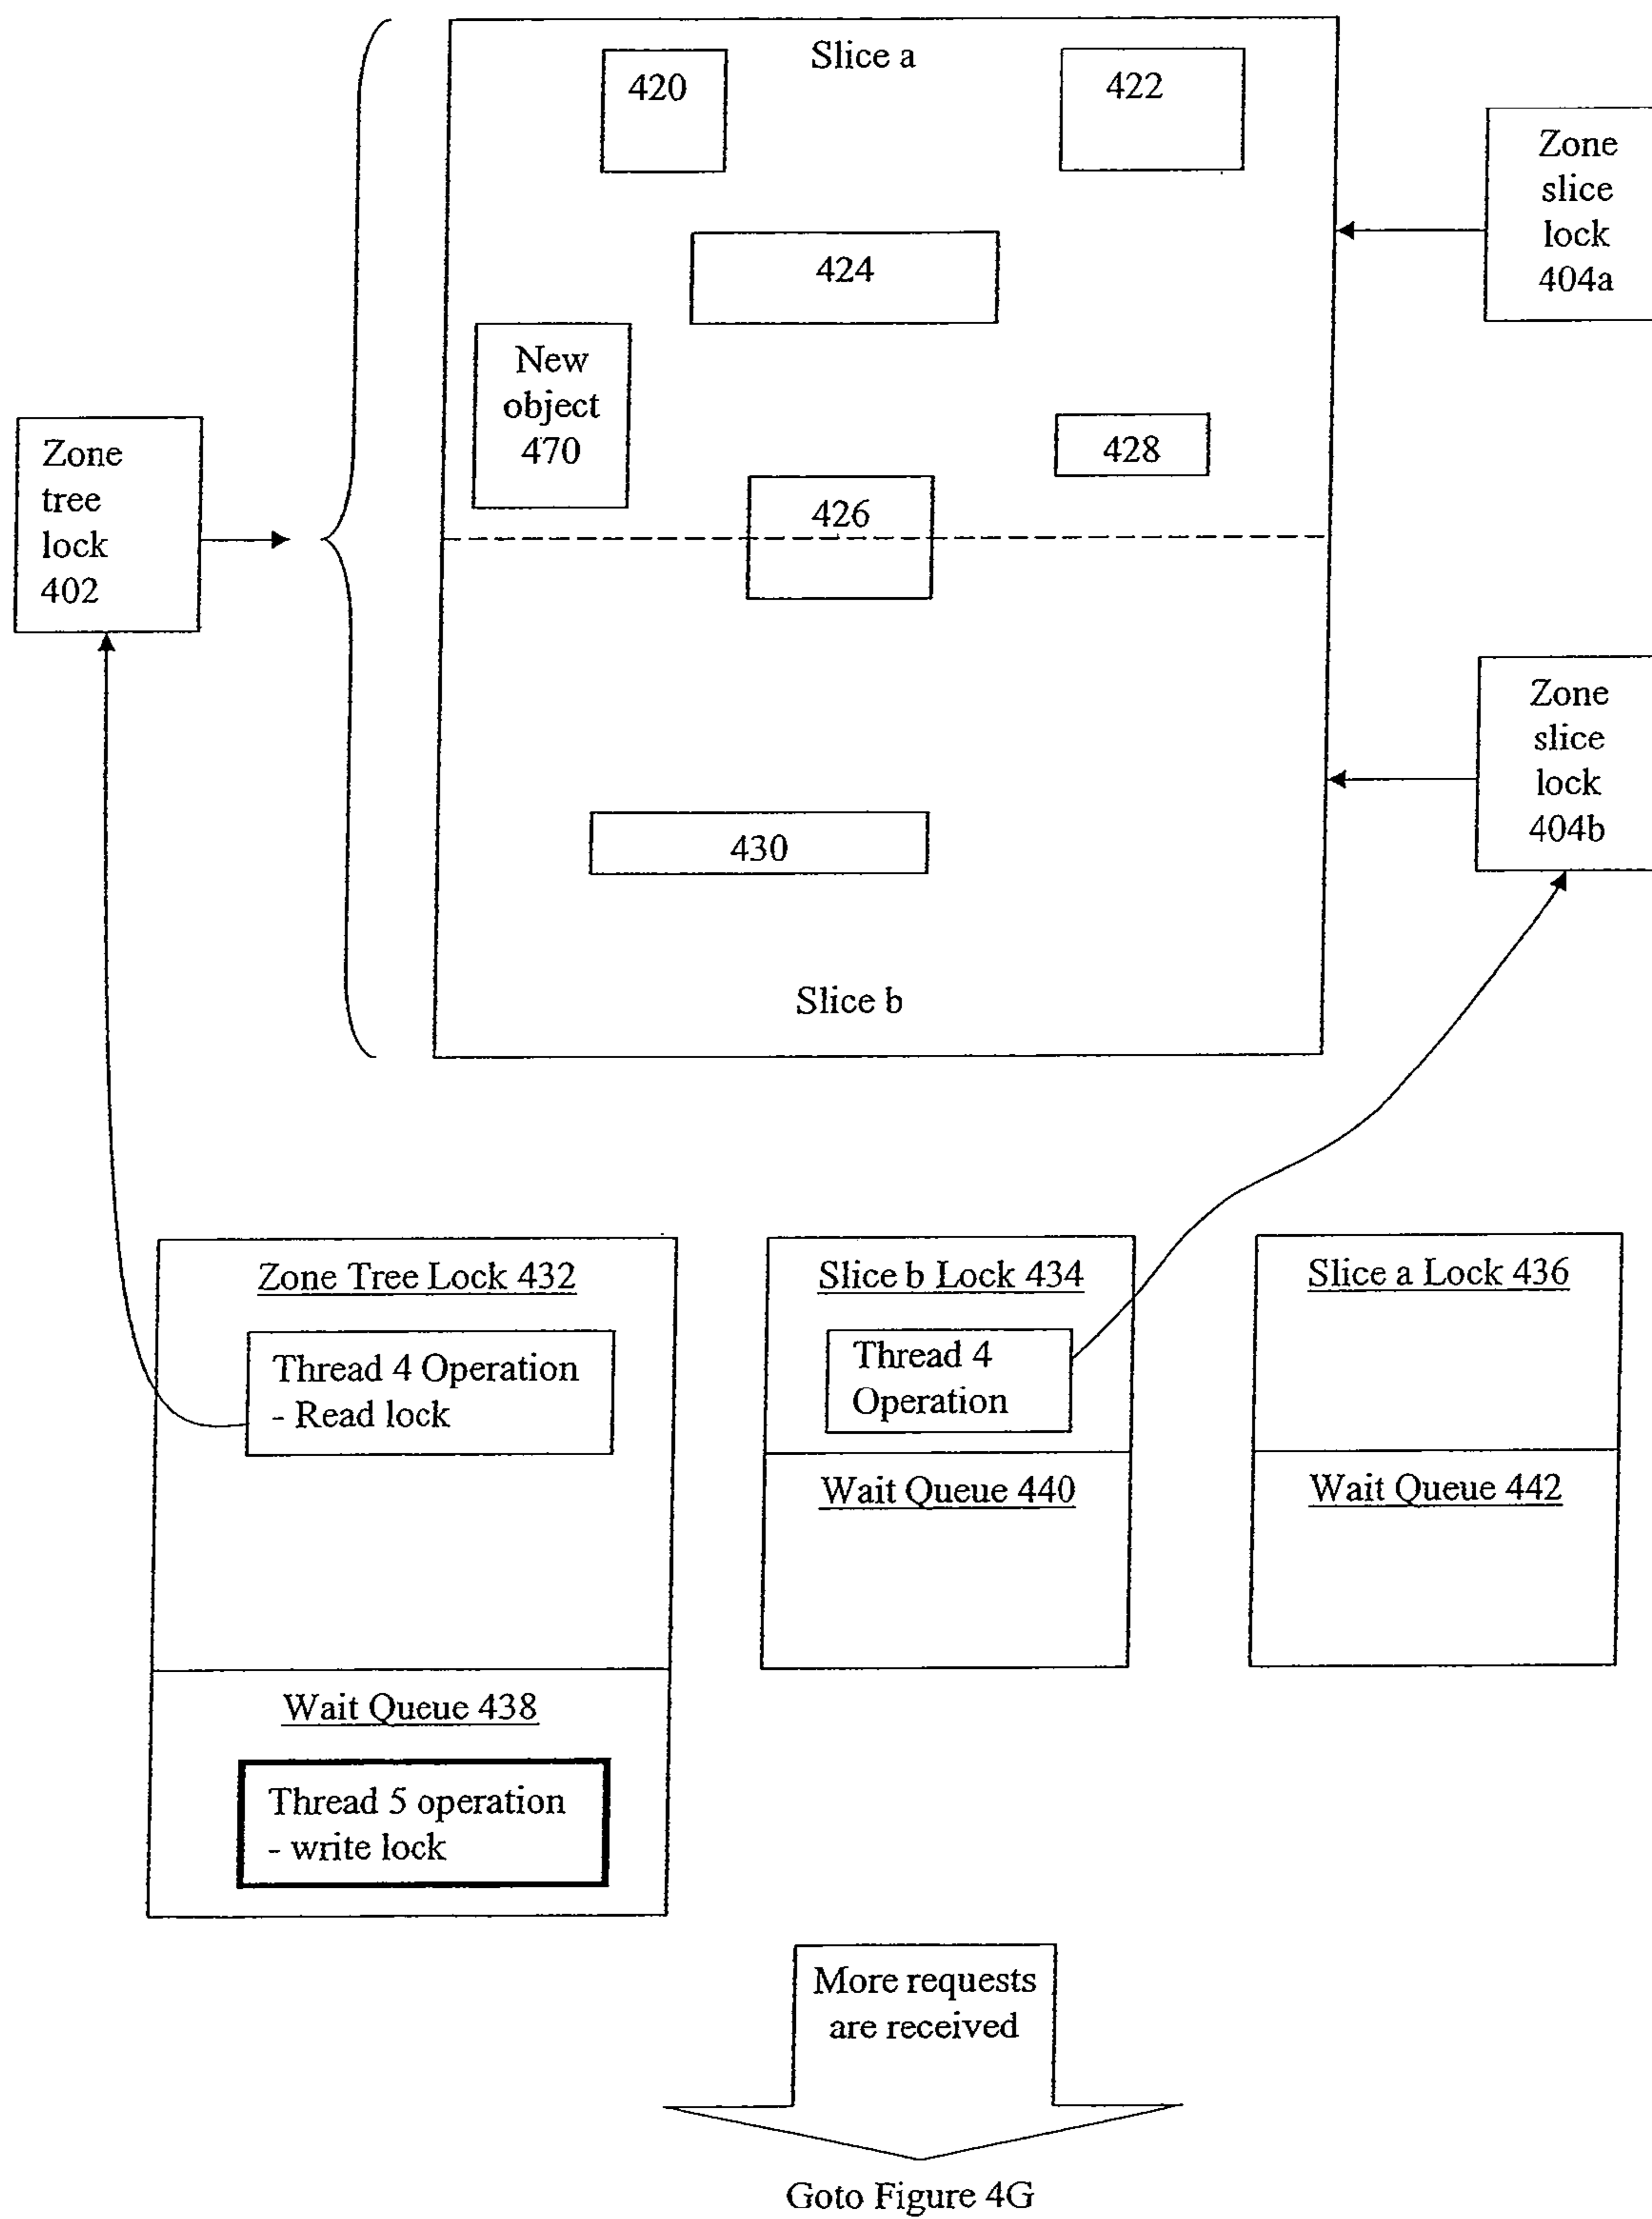 Slice a
420
422
Zone
slice
lock
404a
424
New
object
470
428
Zone
tree
lock
402
426
Zone
slice
lock
404b
430
Slice b
Zone Tree Lock 432
Thread 4 Operation
- Read lock
Slice b Lock 434
Thread 4
Operation
Slice a Lock 436
Wait Queue 440
Wait Queue 442
Wait Queue 438
Thread 5 operation
- write lock
More requests
are received
Goto Figure 4G